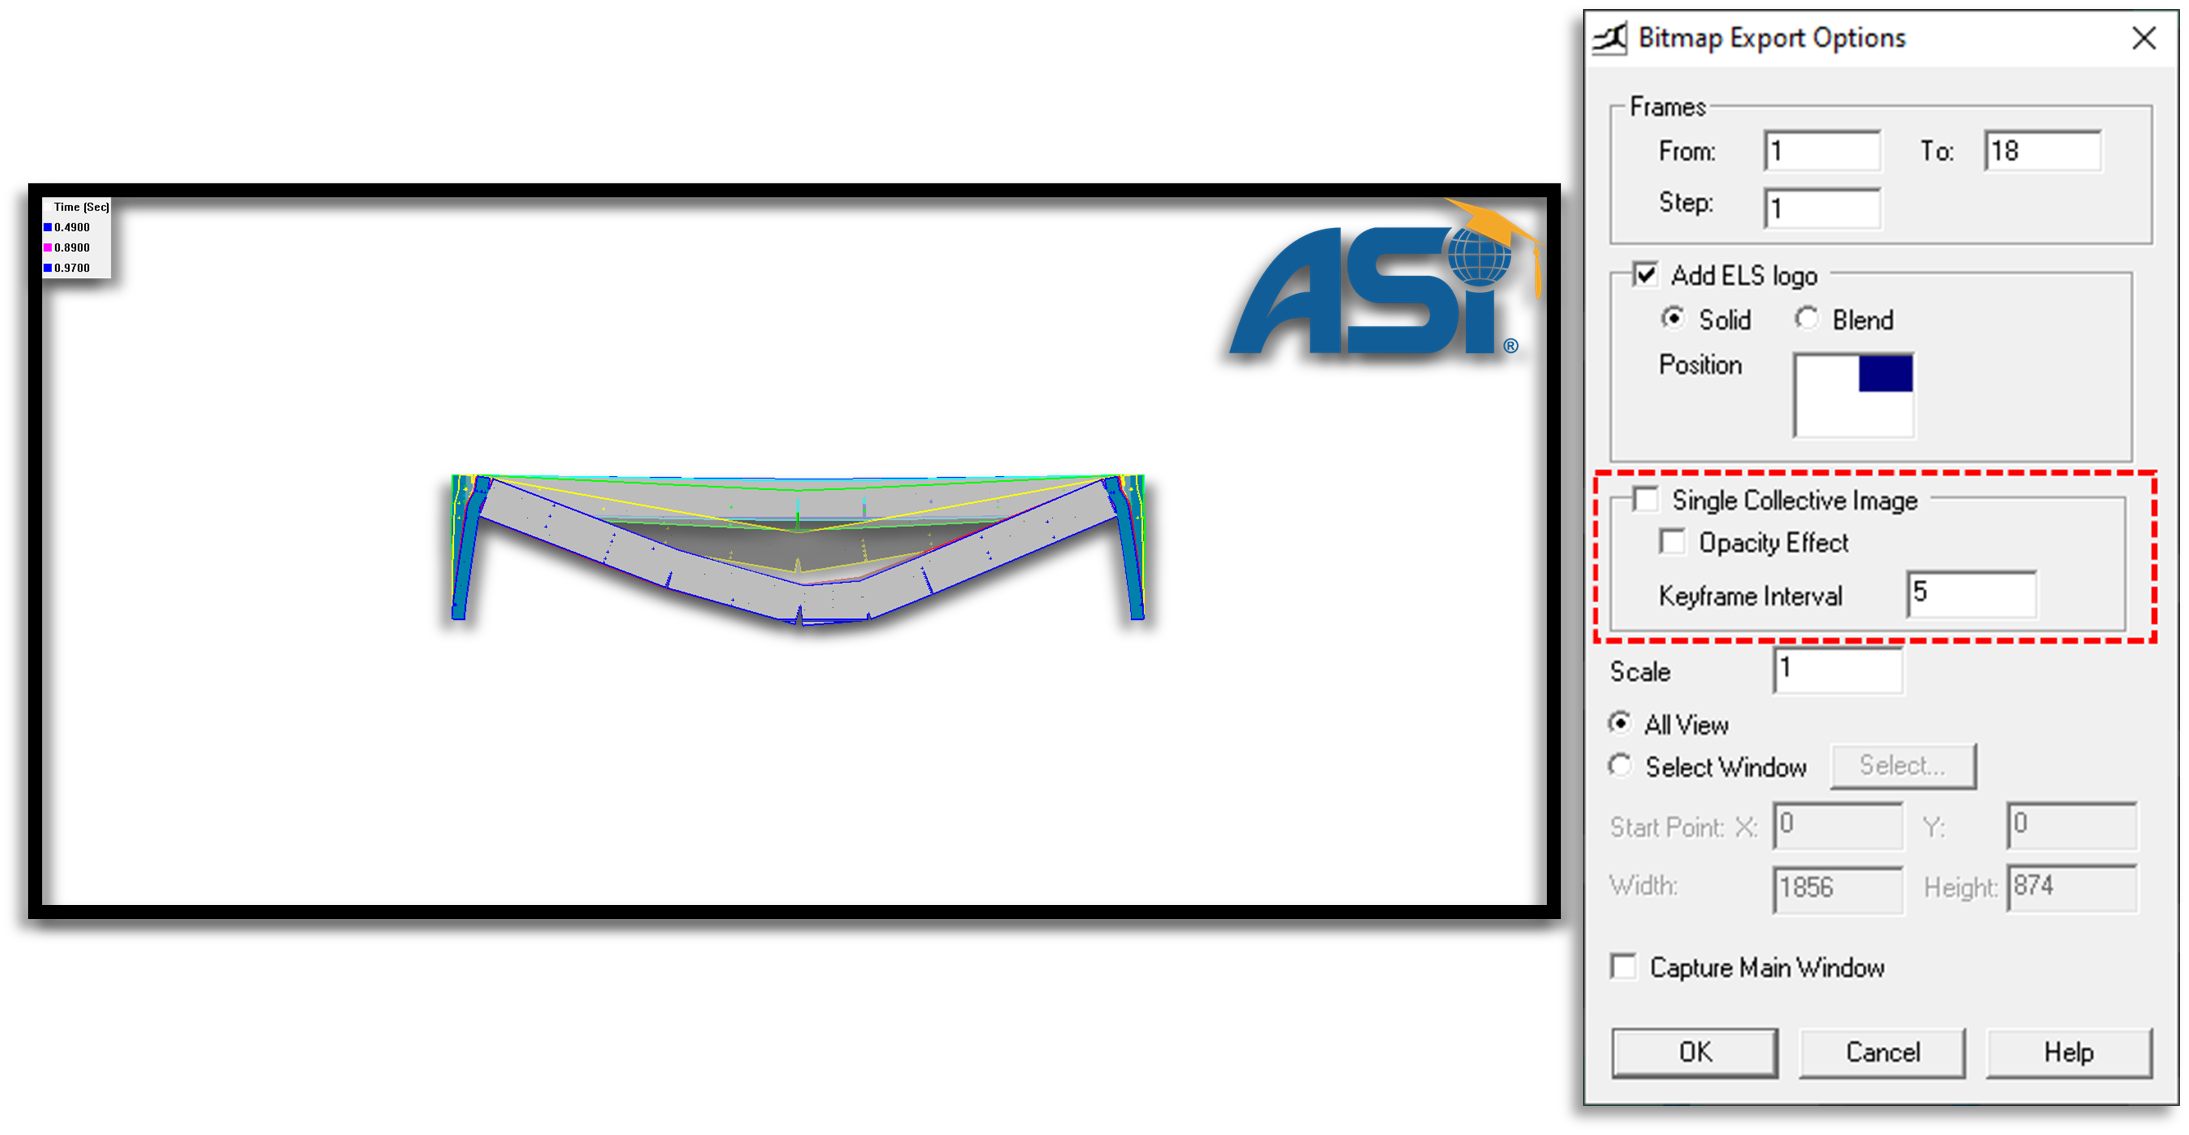 Time (Sec)
0.4900
0.8900
0.9700
ASi®
Bitmap Export Options
Frames
From: 1 To: 18
Step: 1
Add ELS logo
Solid Blend
Position
Single Collective Image
Opacity Effect
Keyframe Interval 5
Scale 1
All View
Select Window Select...
Start Point: X: 0 Y: 0
Width: 1856 Height: 874
Capture Main Window
OK Cancel Help